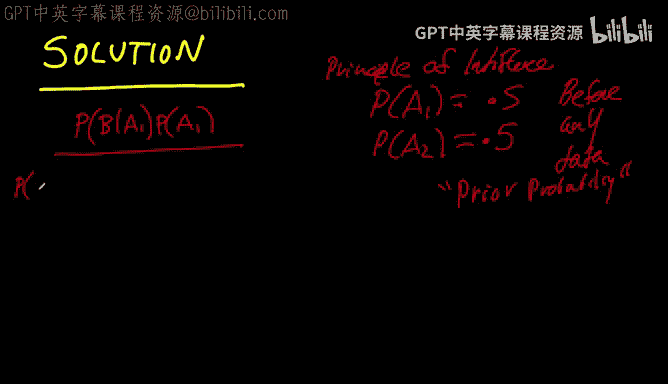 GPT中英字幕课程资源@bilibili.com
GPT中英字幕课程资源 bilibili
SOLUTION
Principle of
P(B|A₁)P(A₁)
P(
P(A₁) = .5
P(A₂) = .5
Before
any
data
"Prior Probability"